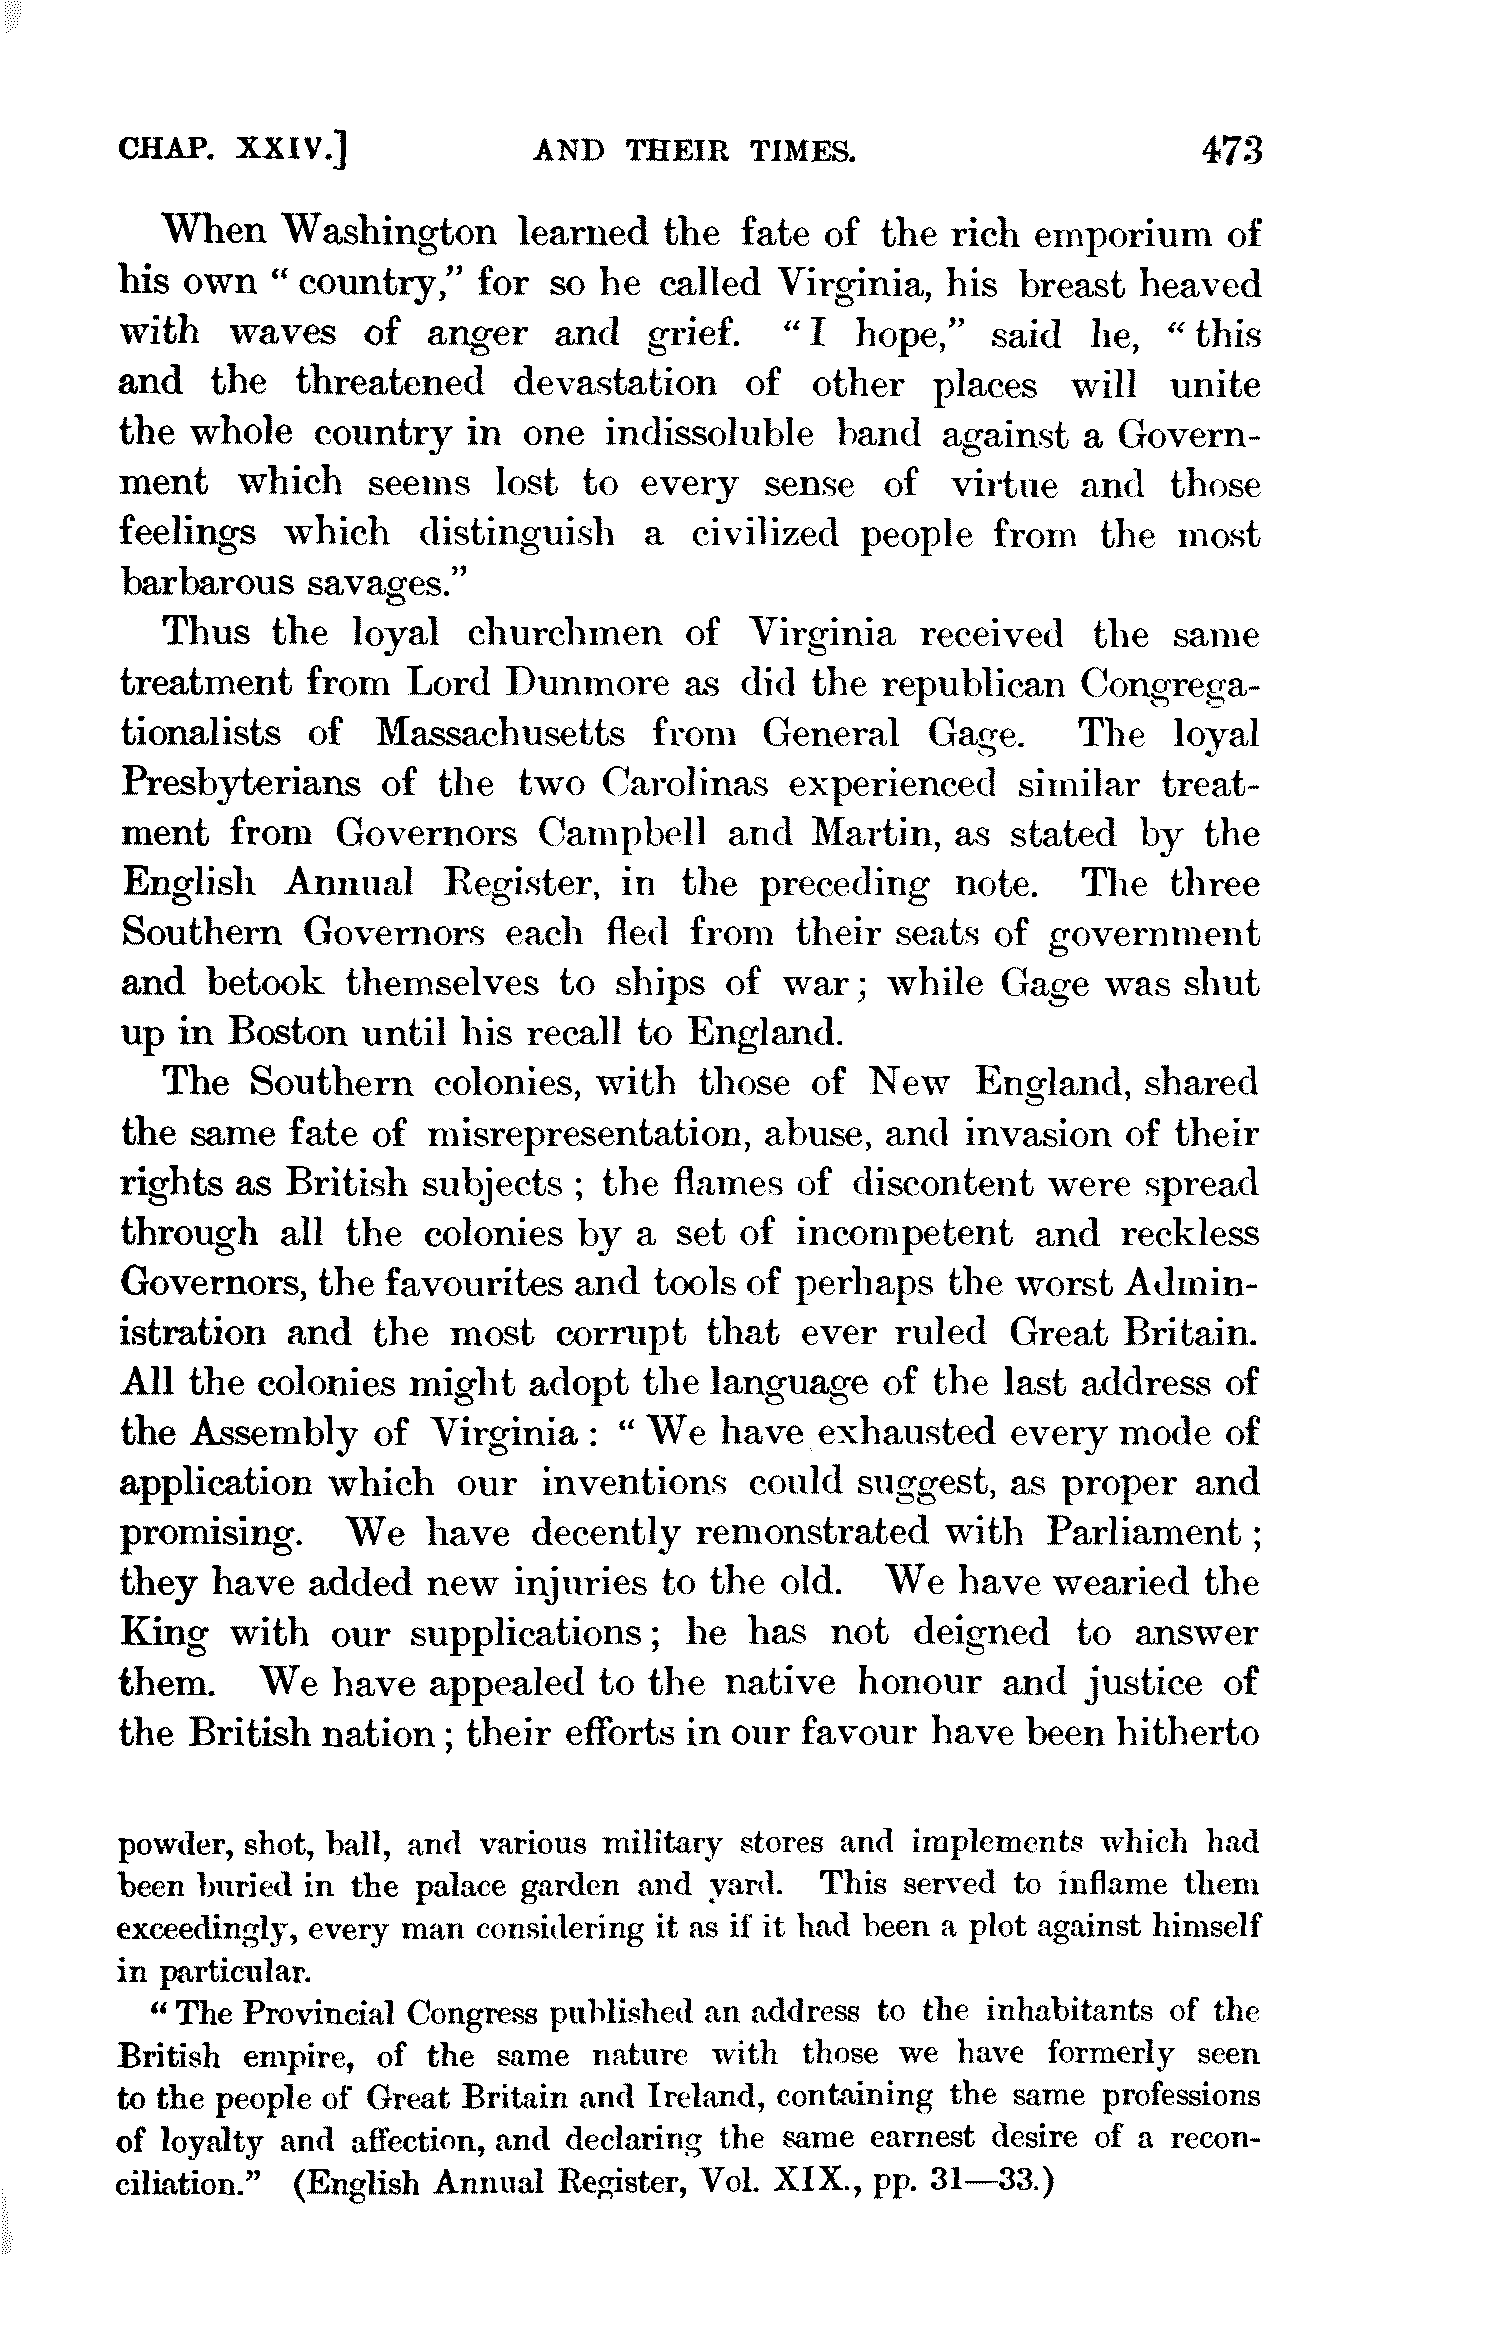 CHAP. XXIV.] AND THEIR TIMES. 473
When Washington learned the fate of the rich emporium of
his own “ country,” for so he called Virginia, his breast heaved
with waves of anger and grief. “ I hope,” said he, “ this
and the threatened devastation of other places will unite
the whole country in one indissoluble band against a Govern-
ment which seems lost to every sense of virtue and those
feelings which distinguish a civilized people from the most
barbarous savages.”
Thus the loyal churchmen of Virginia received the same
treatment from Lord Dunmore as did the republican Congrega-
tionalists of Massachusetts from General Gage. The loyal
Presbyterians of the two Carolinas experienced similar treat-
ment from Governors Campbell and Martin, as stated by the
English Annual Register, in the preceding note. The three
Southern Governors each fled from their seats of government
and betook themselves to ships of war ; while Gage was shut
up in Boston until his recall to England.
The Southern colonies, with those of New England, shared
the same fate of misrepresentation, abuse, and invasion of their
rights as British subjects ; the flames of discontent were spread
through all the colonies by a set of incompetent and reckless
Governors, the favourites and tools of perhaps the worst Admin-
istration and the most corrupt that ever ruled Great Britain.
All the colonies might adopt the language of the last address of
the Assembly of Virginia : “ We have exhausted every mode of
application which our inventions could suggest, as proper and
promising. We have decently remonstrated with Parliament ;
they have added new injuries to the old. We have wearied the
King with our supplications ; he has not deigned to answer
them. We have appealed to the native honour and justice of
the British nation ; their efforts in our favour have been hitherto
powder, shot, ball, and various military stores and implements which had
been buried in the palace garden and yard. This served to inflame them
exceedingly, every man considering it as if it had been a plot against himself
in particular.
“ The Provincial Congress published an address to the inhabitants of the
British empire, of the same nature with those we have formerly seen
to the people of Great Britain and Ireland, containing the same professions
of loyalty and affection, and declaring the same earnest desire of a recon-
ciliation.” (English Annual Register, Vol. XIX., pp. 31—33.)